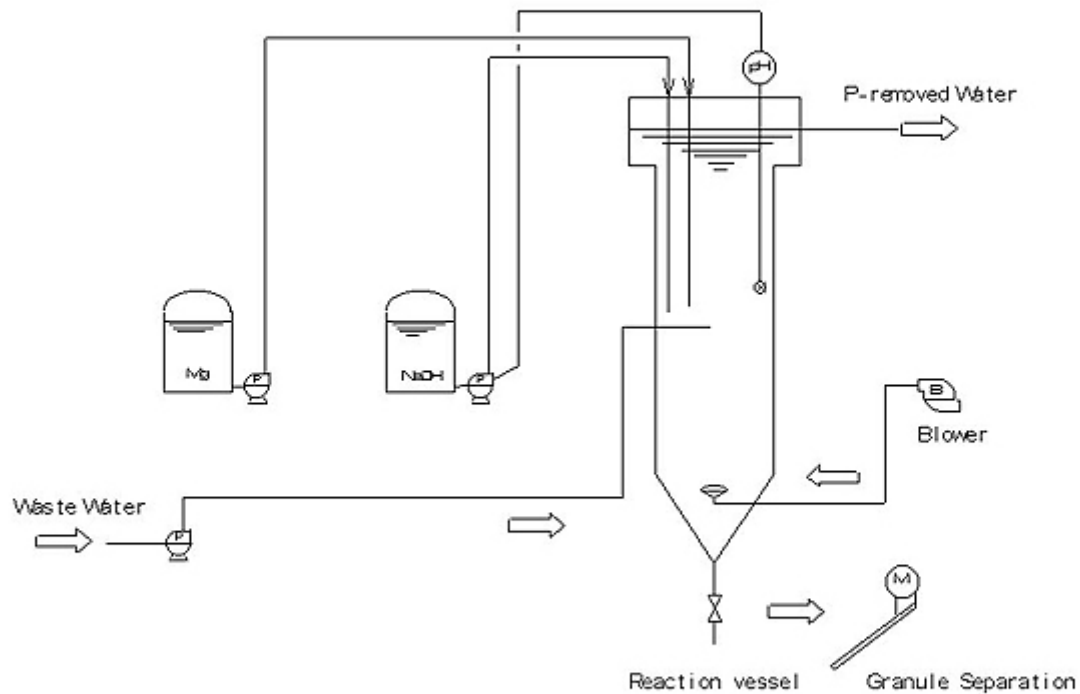 pH
P-removed Water
Mg
P
NaOH
P
B
Blower
Waste Water
P
M
Reaction vessel
Granule Separation